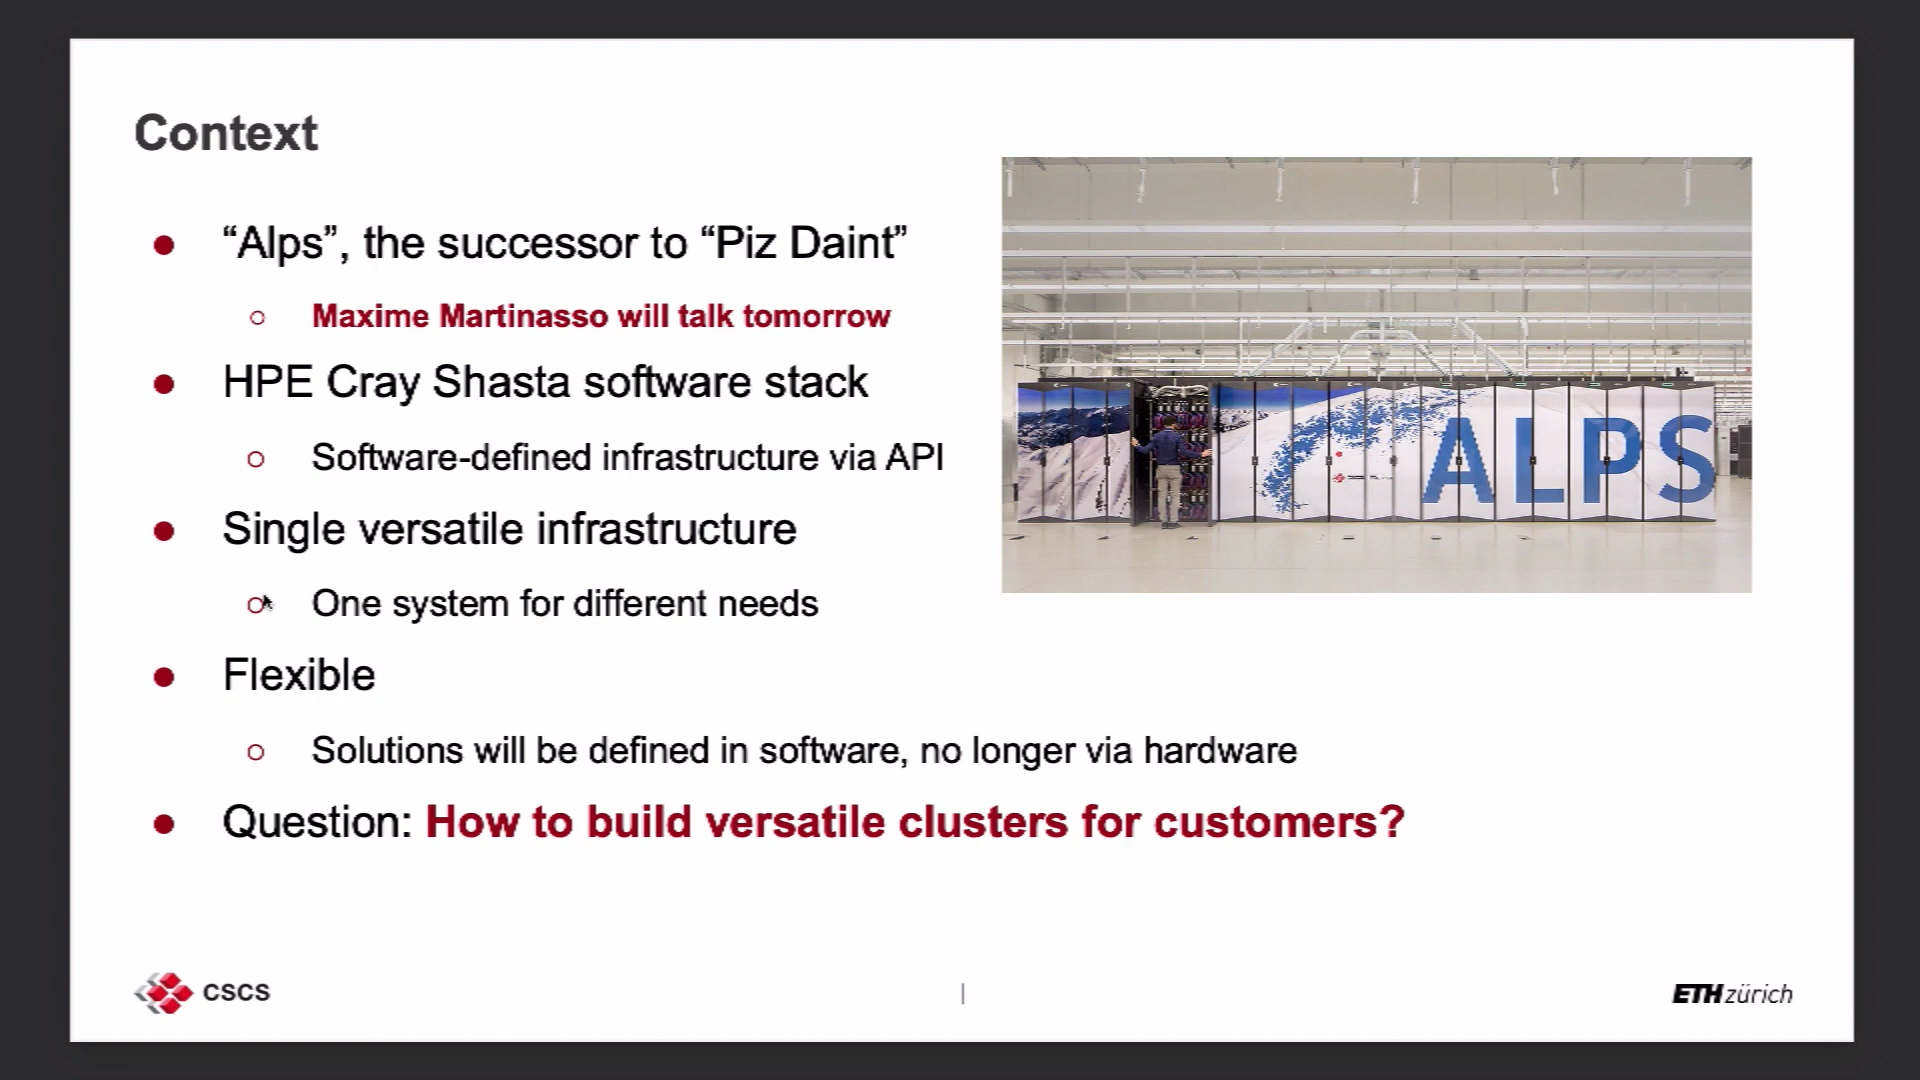 Context
“Alps”, the successor to “Piz Daint”
Maxime Martinasso will talk tomorrow
HPE Cray Shasta software stack
Software-defined infrastructure via API
Single versatile infrastructure
One system for different needs
Flexible
Solutions will be defined in software, no longer via hardware
Question: How to build versatile clusters for customers?
ALPS
CSCS
ETH zürich